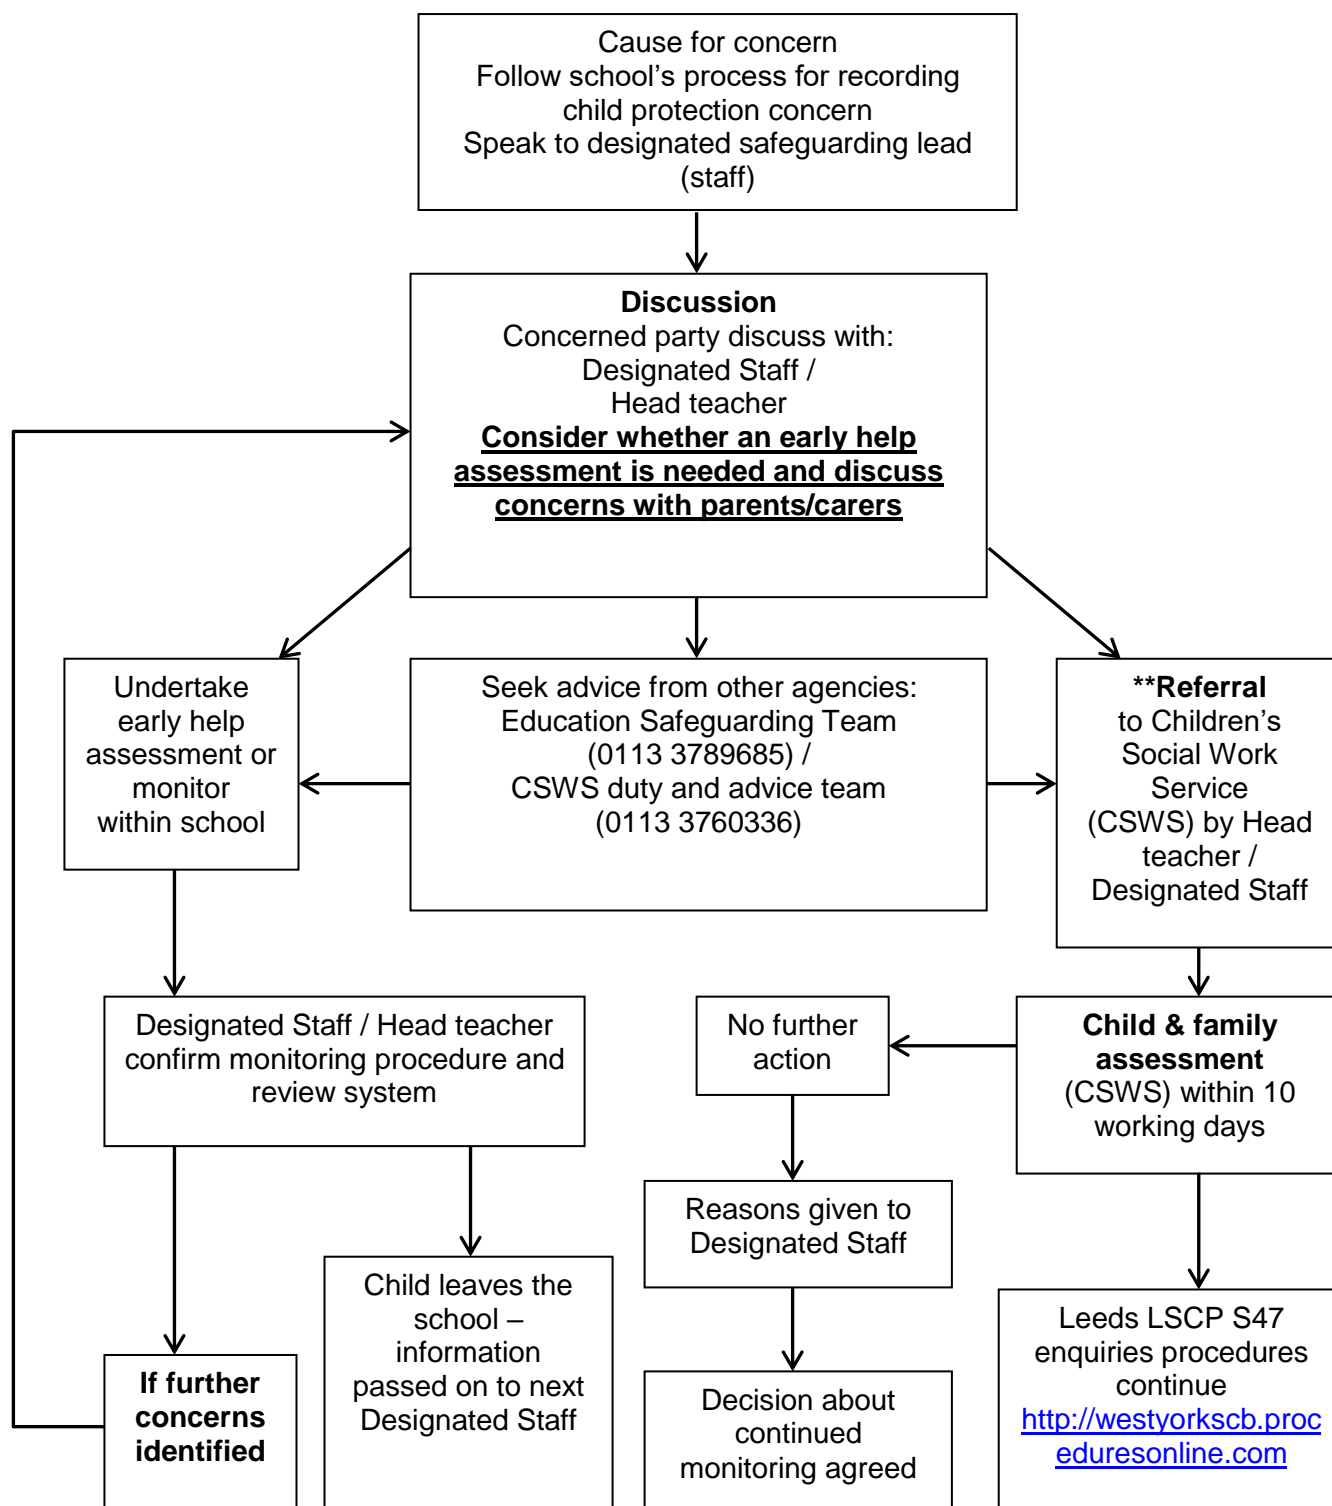 Cause for concern
Follow school’s process for recording
child protection concern
Speak to designated safeguarding lead
(staff)
Discussion
Concerned party discuss with:
Designated Staff /
Head teacher
Consider whether an early help
assessment is needed and discuss
concerns with parents/carers
Undertake
early help
assessment or
monitor
within school
Seek advice from other agencies:
Education Safeguarding Team
(0113 3789685) /
CSWS duty and advice team
(0113 3760336)
**Referral
to Children’s
Social Work
Service
(CSWS) by Head
teacher /
Designated Staff
Designated Staff / Head teacher
confirm monitoring procedure and
review system
No further
action
Child & family
assessment
(CSWS) within 10
working days
Reasons given to
Designated Staff
Child leaves the
school –
information
passed on to next
Designated Staff
Leeds LSCP S47
enquiries procedures
continue
http://westyorkscb.proc
eduresonline.com
If further
concerns
identified
Decision about
continued
monitoring agreed